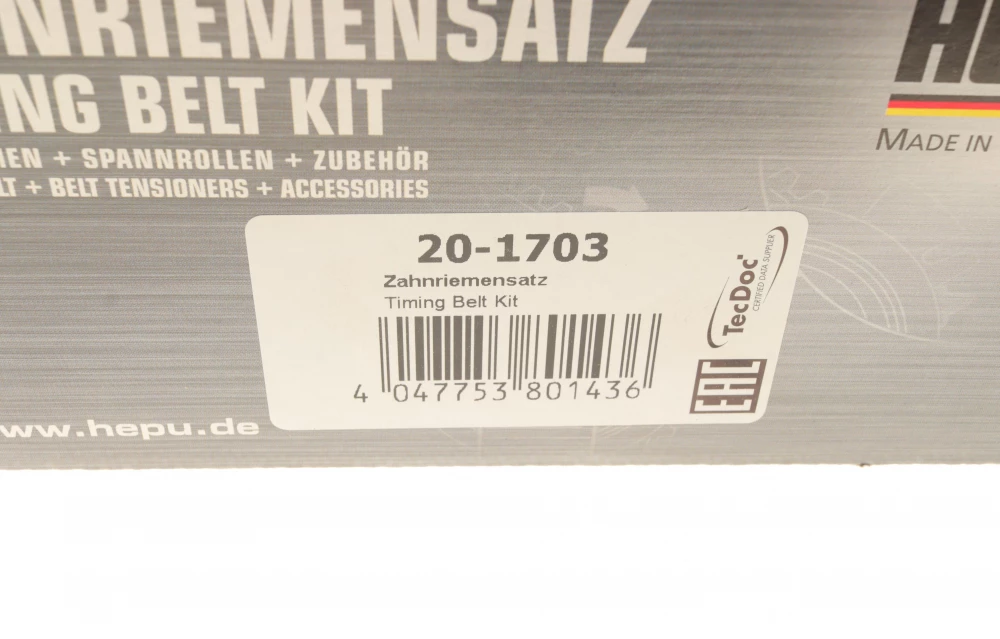 NRIEMENSATZ
ING BELT KIT
IEN + SPANNROLLEN + ZUBEHÖR
LT + BELT TENSIONERS + ACCESSORIES
MADE IN
20-1703
Zahnriemensatz
Timing Belt Kit
4 047753 801436
TecDoc
CERTIFIED DATA SUPPLIER
EAC
www.hepu.de